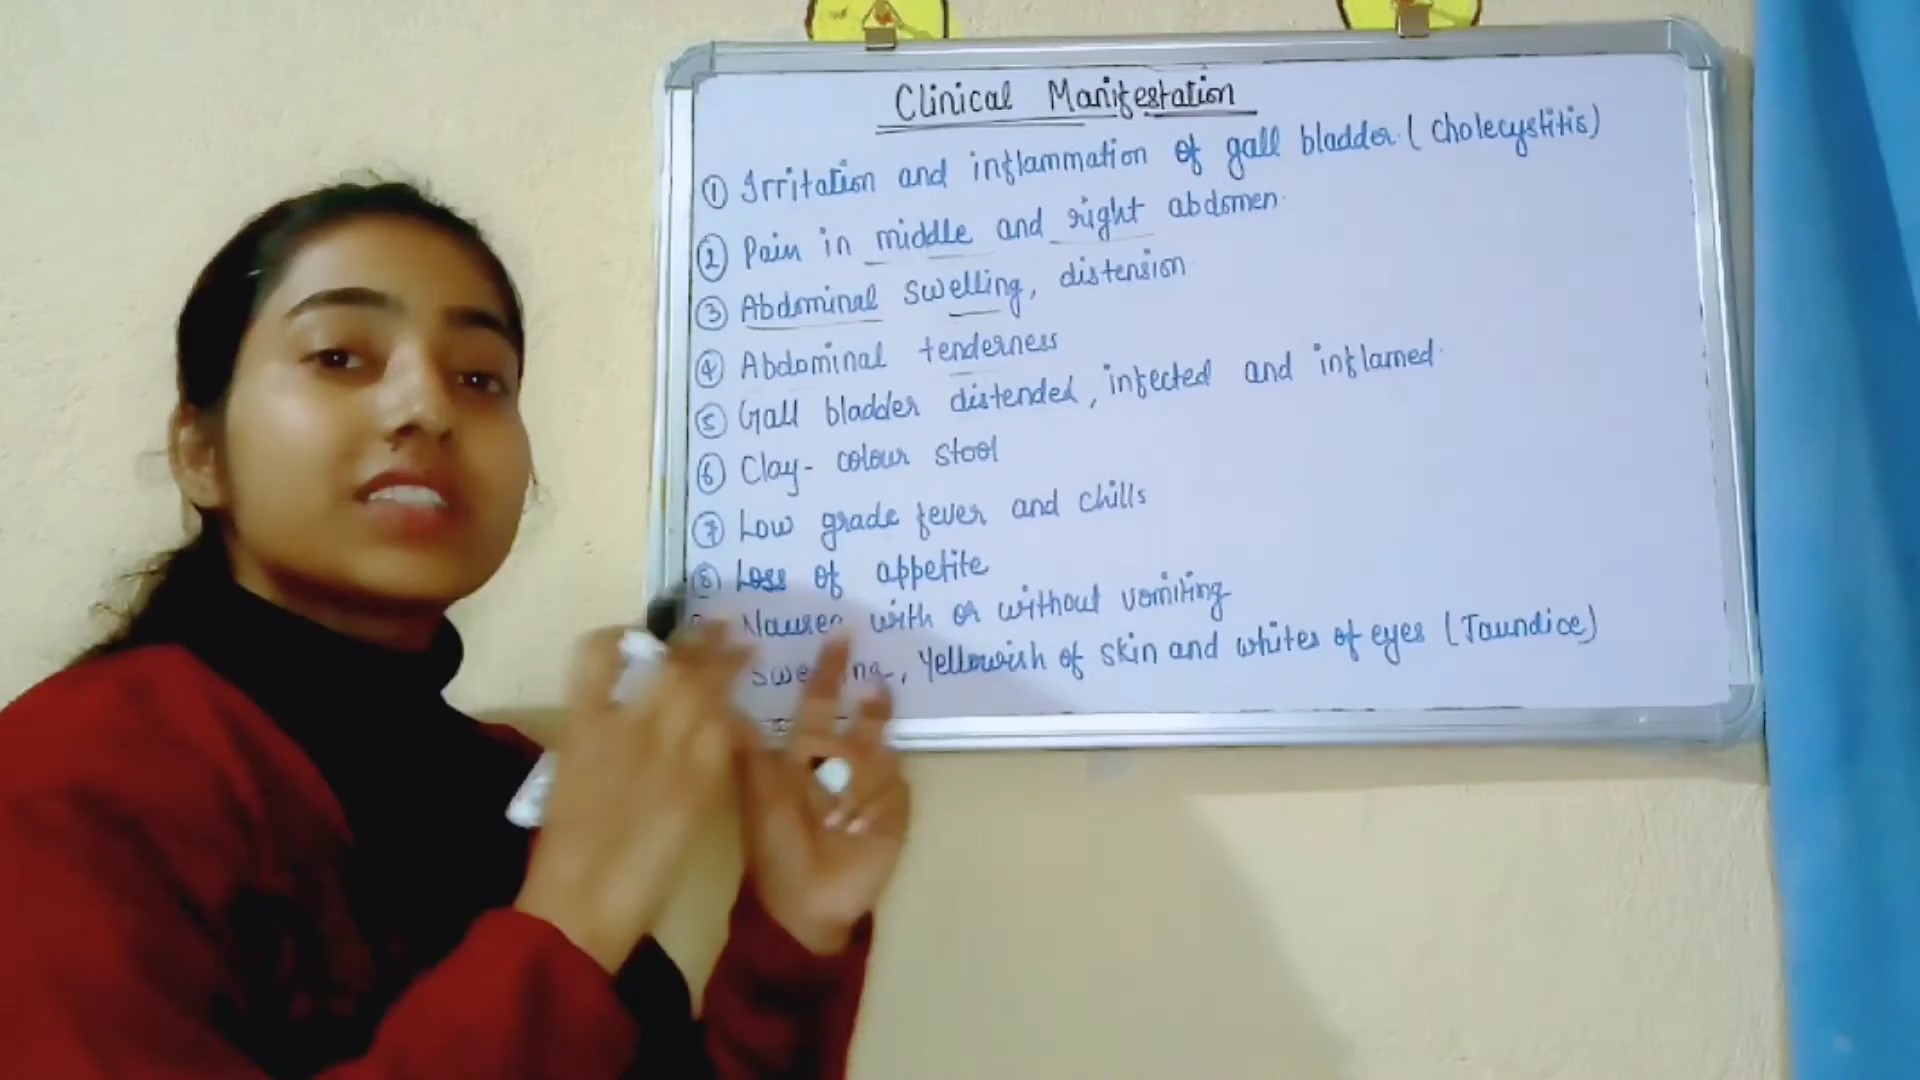 Clinical Manifestation
① Irritation and inflammation of gall bladder. (Cholecystitis)
② Pain in middle and right abdomen.
③ Abdominal swelling, distension
④ Abdominal tenderness
⑤ Gall bladder distended, infected and inflamed.
⑥ Clay- colour stool
⑦ Low grade fever and chills
⑧ Loss of appetite
Nausea with or without vomiting
, Yellowish of skin and whites of eyes (Jaundice)